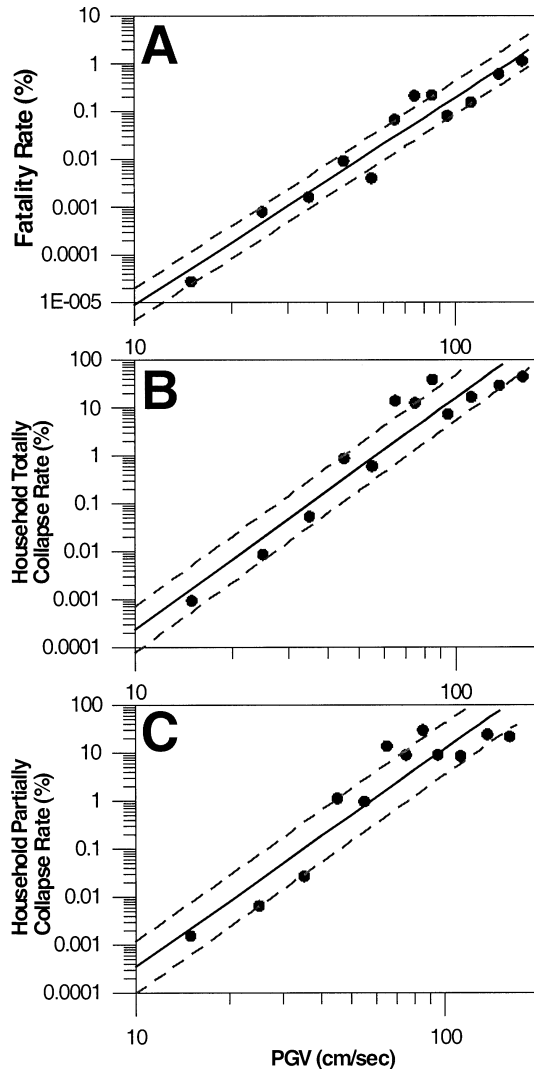 10
A
1
0.1
0.01
0.001
0.0001
1E-005
Fatality Rate (%)
10
100
100
B
10
1
0.1
0.01
0.001
0.0001
Household Totally
Collapse Rate (%)
10
100
100
C
10
1
0.1
0.01
0.001
0.0001
Household Partially
Collapse Rate (%)
10
100
PGV (cm/sec)